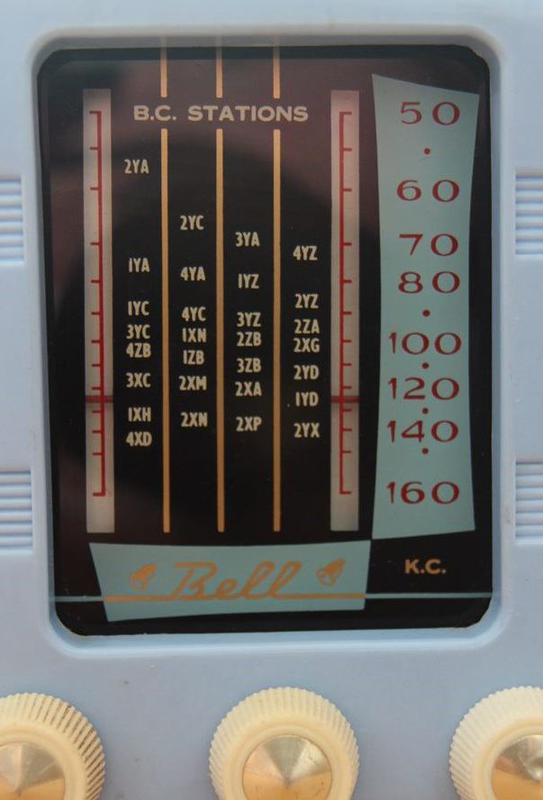 B.C. STATIONS
2YA
1YA
1YC
3YC
4ZB
3XC
1XH
4XD
2YC
4YA
4YC
1XN
1ZB
2XM
2XN
3YA
1YZ
3YZ
2ZB
3ZB
2XA
2XP
4YZ
2YZ
2ZA
2XG
2YD
1YD
2YX
50
60
70
80
100
120
140
160
K.C.
Bell